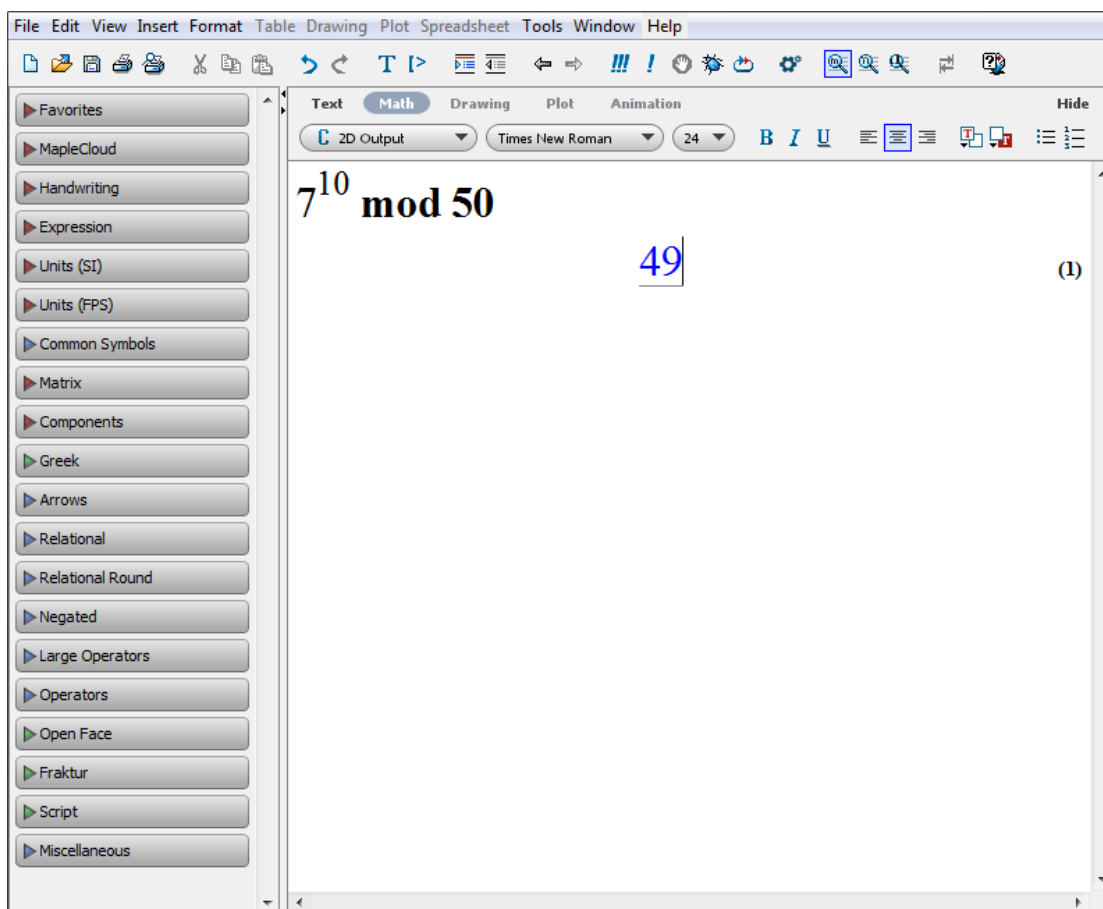 File Edit View Insert Format Table Drawing Plot Spreadsheet Tools Window Help
Favorites
MapleCloud
Handwriting
Expression
Units (SI)
Units (FPS)
Common Symbols
Matrix
Components
Greek
Arrows
Relational
Relational Round
Negated
Large Operators
Operators
Open Face
Fraktur
Script
Miscellaneous
Text Math Drawing Plot Animation Hide
C 2D Output Times New Roman 24 B I U
7^10 mod 50
49 (1)